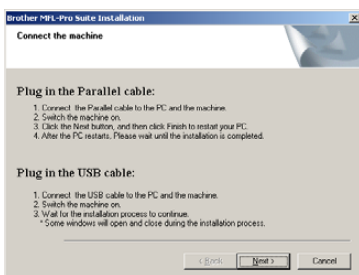 Brother MFL-Pro Suite Installation
Connect the machine
Plug in the Parallel cable:
1. Connect the Parallel cable to the PC and the machine.
2. Switch the machine on.
3. Click the Next button, and then click Finish to restart your PC.
4. After the PC restarts. Please wait until the installation is completed.
Plug in the USB cable:
1. Connect the USB cable to the PC and the machine.
2. Switch the machine on.
3. Wait for the installation process to continue.
* Some windows will open and close during the installation process.
< Back Next > Cancel